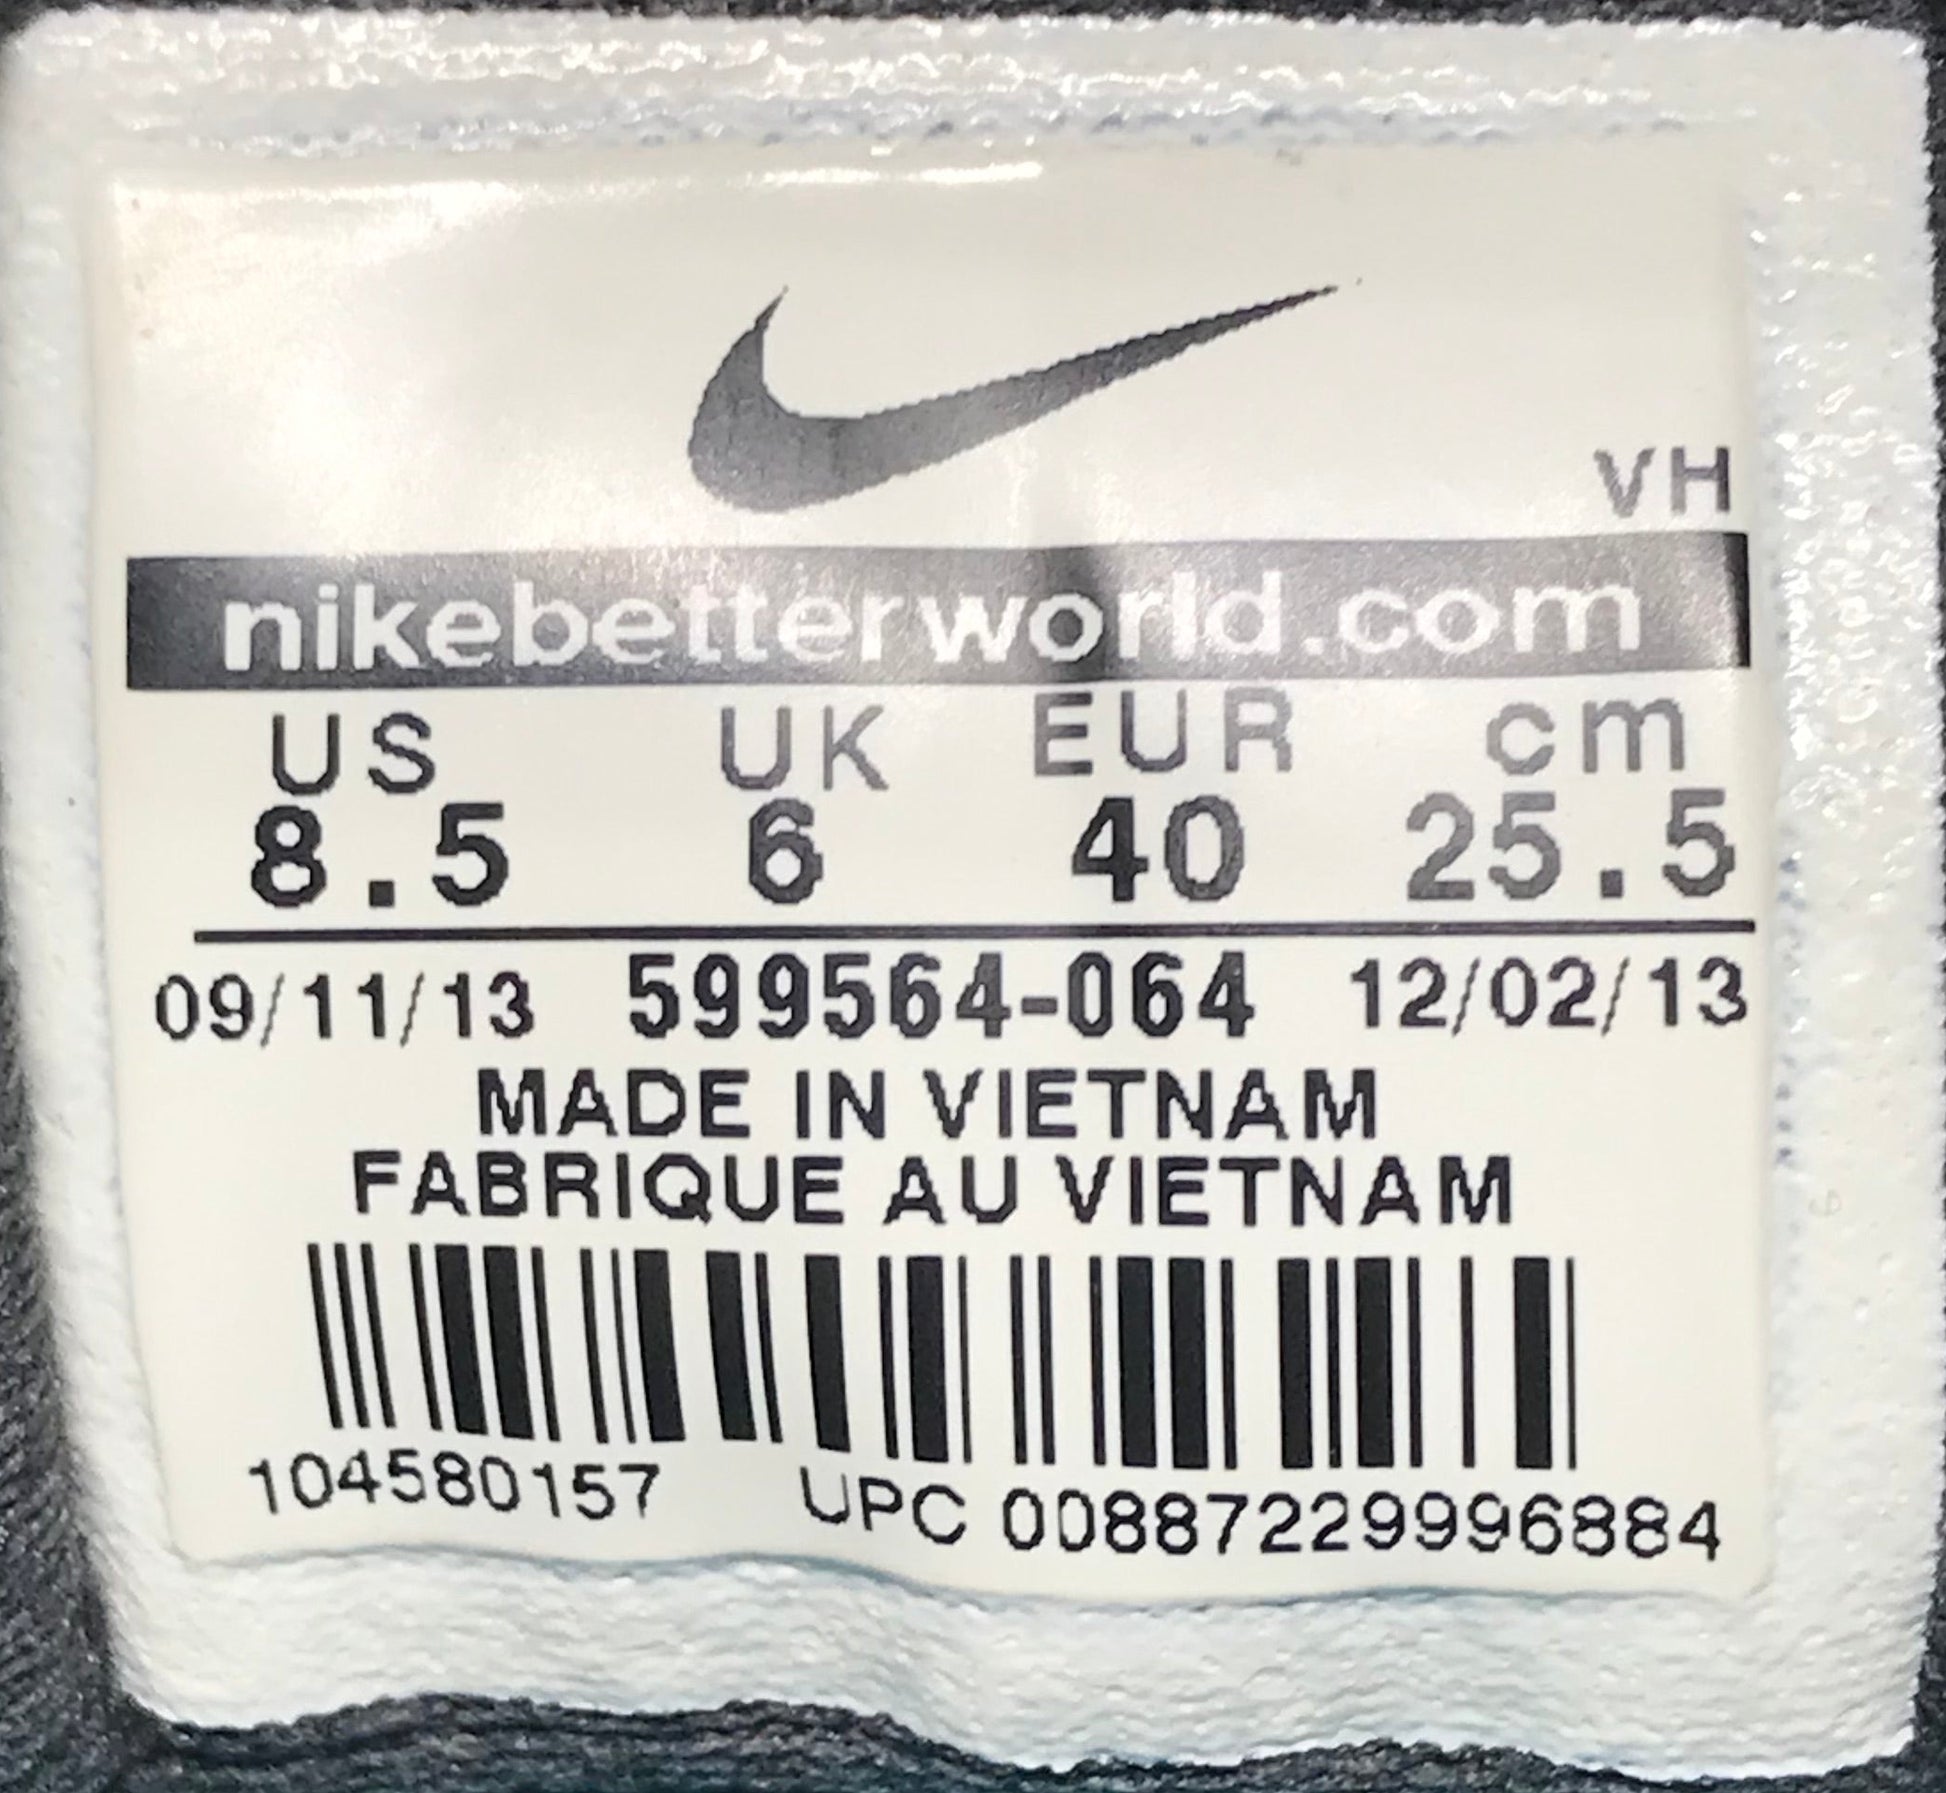 VH
nikebetterworld.com
US UK EUR cm
8.5 6 40 25.5
09/11/13 599564-064 12/02/13
MADE IN VIETNAM
FABRIQUE AU VIETNAM
104580157 UPC 00887229996884